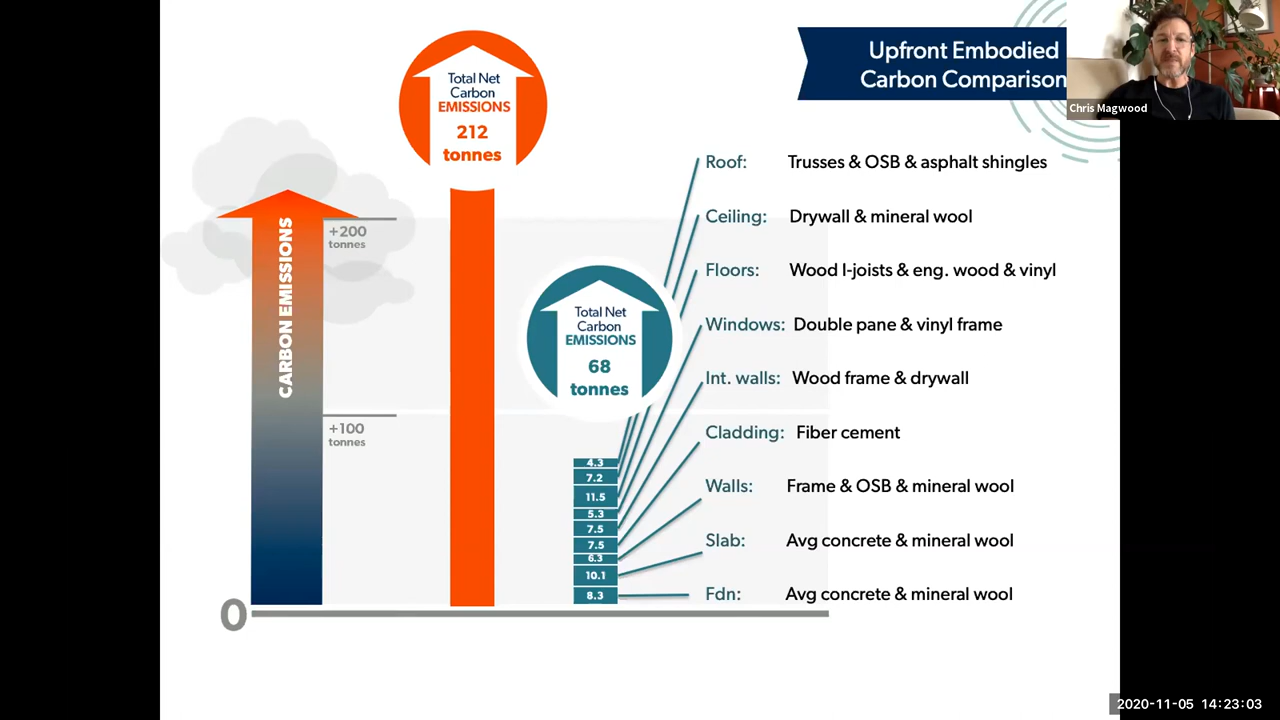 Upfront Embodied
Carbon Comparison
Chris Magwood
Total Net
Carbon
EMISSIONS
212
tonnes
CARBON EMISSIONS
+200
tonnes
+100
tonnes
0
Total Net
Carbon
EMISSIONS
68
tonnes
4.3
7.2
11.5
5.3
7.5
7.5
6.3
10.1
8.3
Roof: Trusses & OSB & asphalt shingles
Ceiling: Drywall & mineral wool
Floors: Wood I-joists & eng. wood & vinyl
Windows: Double pane & vinyl frame
Int. walls: Wood frame & drywall
Cladding: Fiber cement
Walls: Frame & OSB & mineral wool
Slab: Avg concrete & mineral wool
Fdn: Avg concrete & mineral wool
2020-11-05 14:23:03